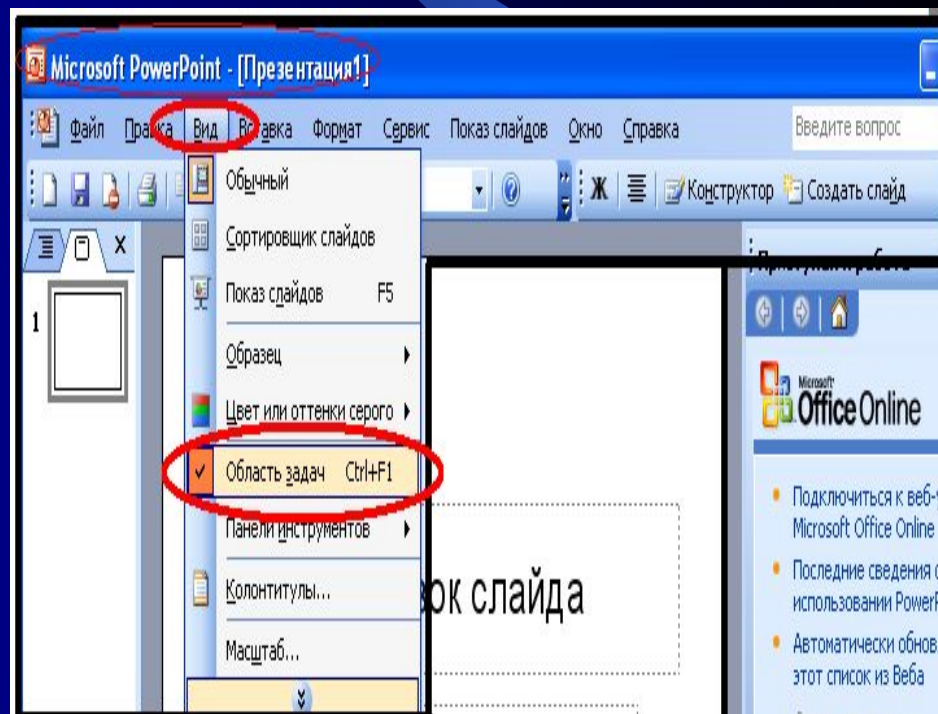 Microsoft PowerPoint - [Презентация1]
Файл Правка Вид Вставка Формат Сервис Показ слайдов Окно Справка Введите вопрос
Ж Конструктор Создать слайд
Обычный
Сортировщик слайдов
Показ слайдов F5
Образец
Цвет или оттенки серого
Область задач Ctrl+F1
Панели инструментов
Колонтитулы...
Масштаб...
1
ок слайда
Microsoft
Office Online
Подключиться к веб-
Microsoft Office Online
Последние сведения о
использовании PowerP
Автоматически обнов
этот список из Веба